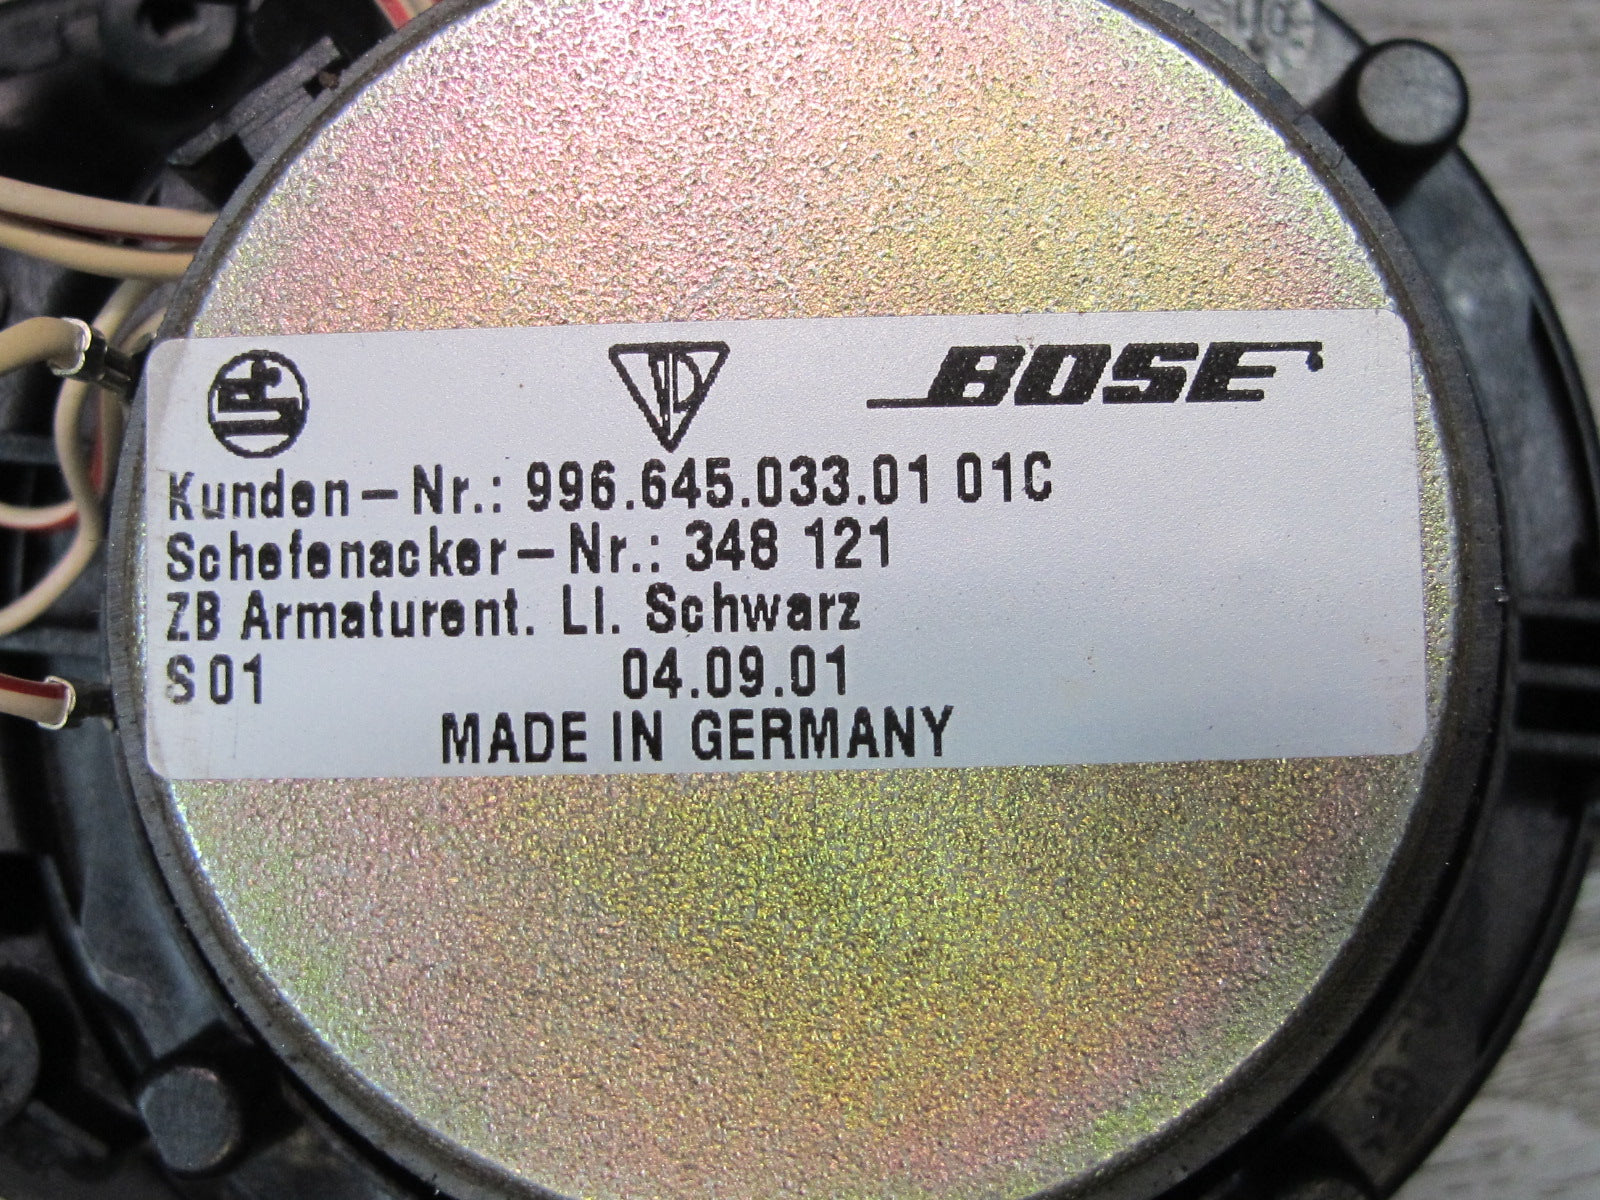 BOSE
Kunden-Nr.: 996.645.033.01 01C
Schefenacker-Nr.: 348 121
ZB Armaturent. LI. Schwarz
S01 04.09.01
MADE IN GERMANY